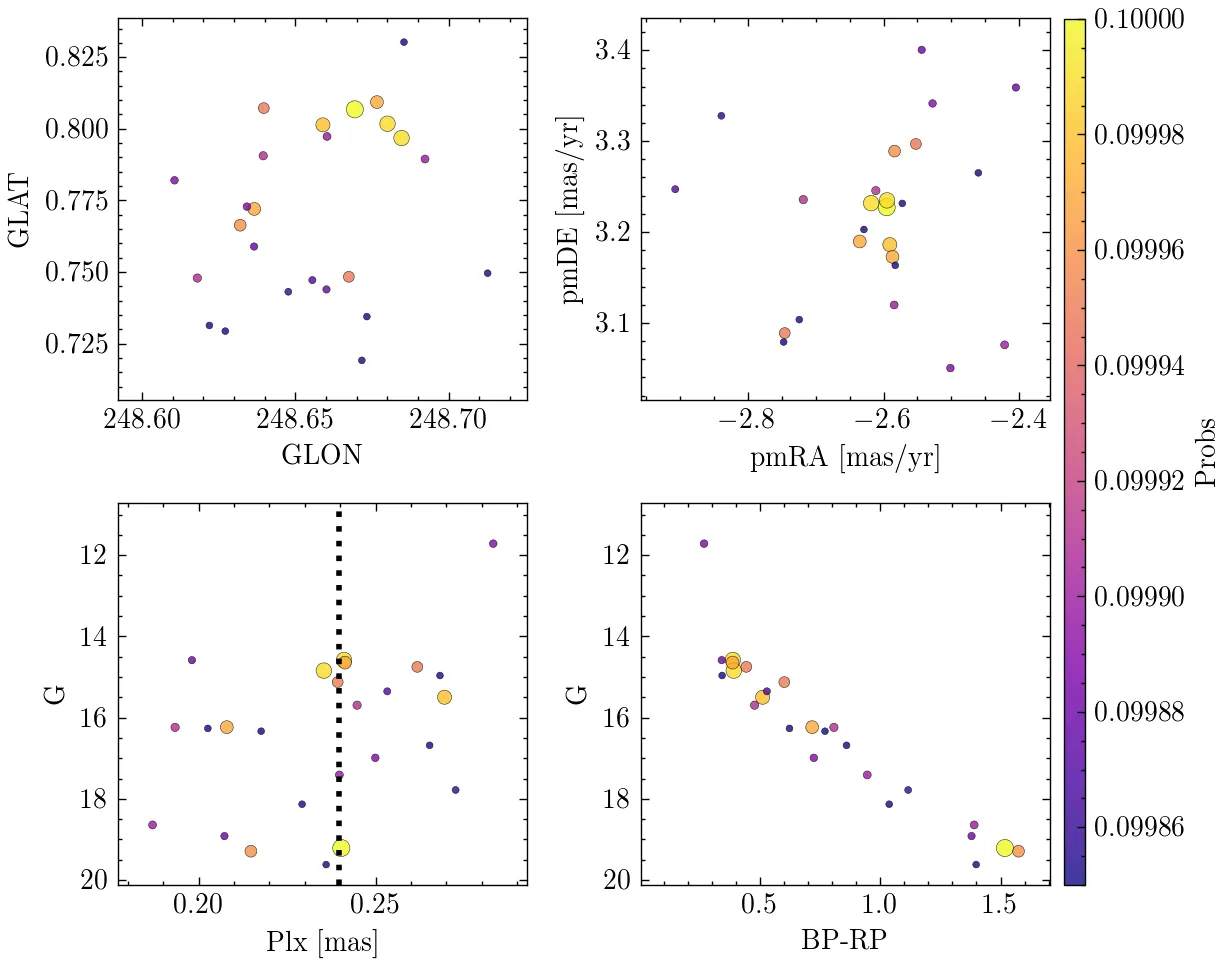 0.825
0.800
0.775
0.750
0.725
GLAT
248.60 248.65 248.70
GLON
3.4
3.3
3.2
3.1
pmDE [mas/yr]
−2.8 −2.6 −2.4
pmRA [mas/yr]
12
14
16
18
20
G
0.20 0.25
Plx [mas]
12
14
16
18
20
G
0.5 1.0 1.5
BP-RP
0.10000
0.09998
0.09996
0.09994
0.09992
0.09990
0.09988
0.09986
Probs